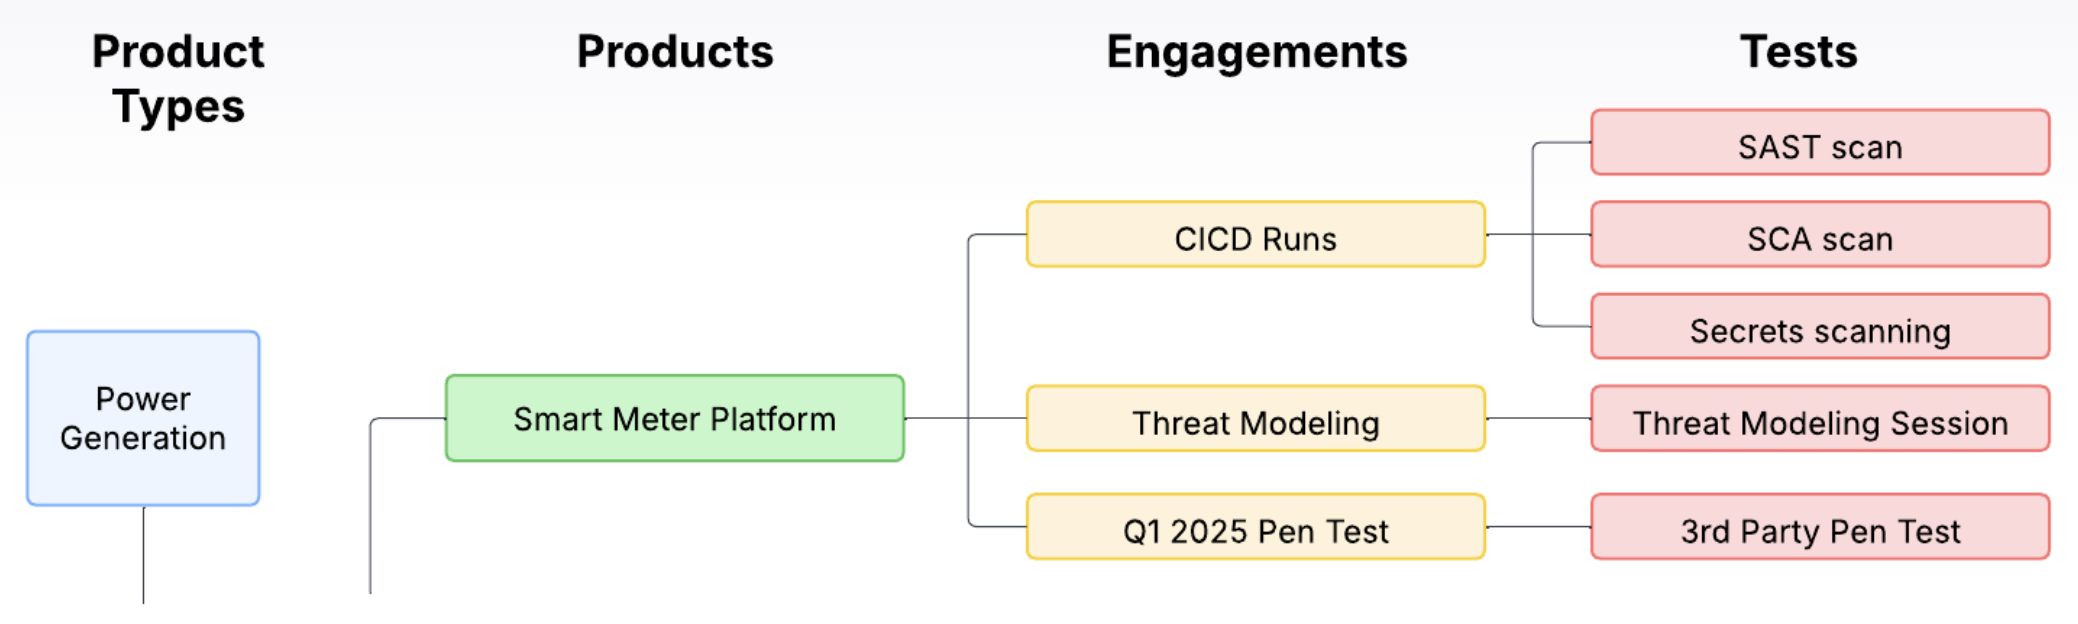 Product
Types
Products
Engagements
Tests
SAST scan
CICD Runs
SCA scan
Secrets scanning
Power
Generation
Smart Meter Platform
Threat Modeling
Threat Modeling Session
Q1 2025 Pen Test
3rd Party Pen Test